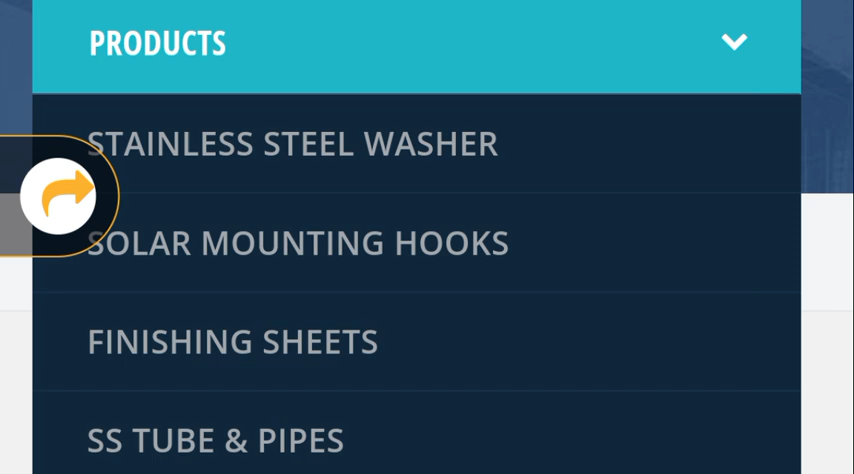 PRODUCTS
STAINLESS STEEL WASHER
SOLAR MOUNTING HOOKS
FINISHING SHEETS
SS TUBE & PIPES